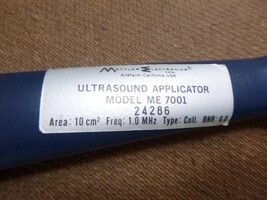 METTLER ELECTRONICS
Anaheim, California USA
ULTRASOUND APPLICATOR
MODEL ME 7001
24286
Area: 10 cm² Freq: 1.0 MHz Type: Coll. BNR: 6.0